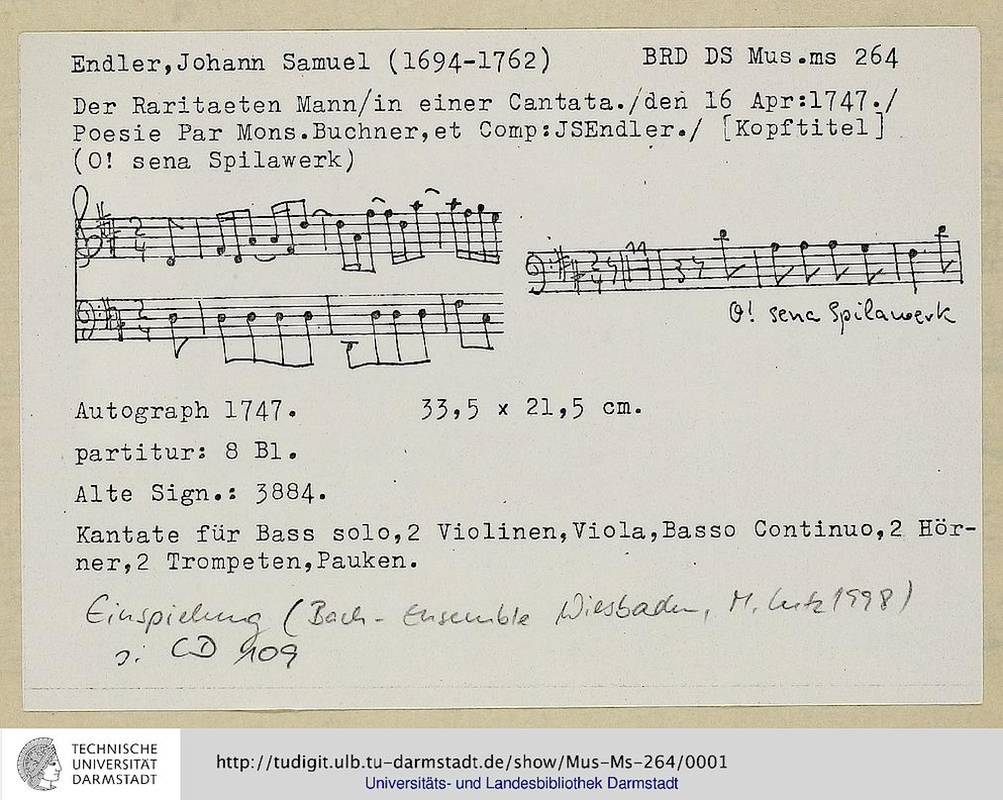 Endler,Johann Samuel (1694-1762) BRD DS Mus.ms 264
Der Raritaeten Mann/in einer Cantata./den 16 Apr:1747./
Poesie Par Mons.Buchner,et Comp:JSEndler./ [Kopftitel]
(O! sena Spilawerk)
O! sena Spilawerk
Autograph 1747. 33,5 x 21,5 cm.
partitur: 8 Bl.
Alte Sign.: 3884.
Kantate für Bass solo,2 Violinen,Viola,Basso Continuo,2 Hör-
ner,2 Trompeten,Pauken.
Einspielung (Bach-Ensemble Wiesbaden, M. Lutz 1998)
s. CD 109
TECHNISCHE
UNIVERSITÄT
DARMSTADT
http://tudigit.ulb.tu-darmstadt.de/show/Mus-Ms-264/0001
Universitäts- und Landesbibliothek Darmstadt